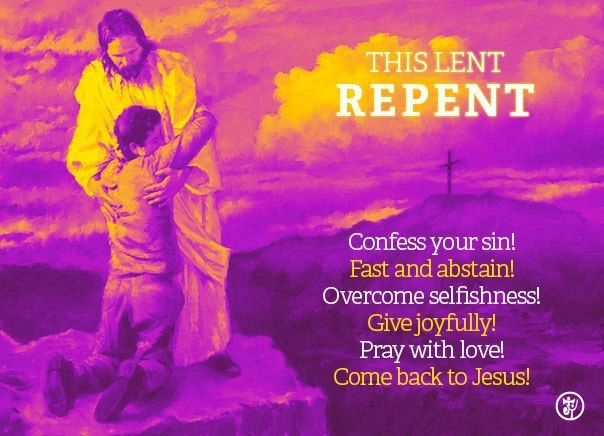 THIS LENT
REPENT
Confess your sin!
Fast and abstain!
Overcome selfishness!
Give joyfully!
Pray with love!
Come back to Jesus!